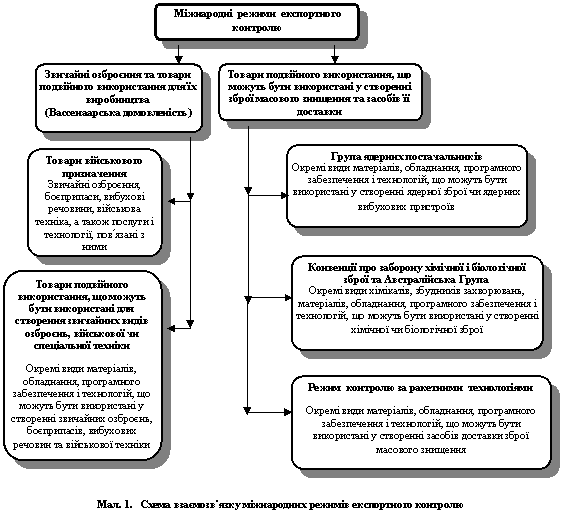 Міжнародні режими експортного
контролю
Звичайні озброєння та товари
подвійного використання для їх
виробництва
(Вассенаарська домовленість)
Товари подвійного використання, що
можуть бути використані у створенні
зброї масового знищення та засобів її
доставки
Товари військового
призначення
Звичайні озброєння,
боєприпаси, вибухові
речовини, військова
техніка, а також послуги і
технології, пов´язані з
ними
Товари подвійного
використання, що можуть
бути використані для
створення звичайних видів
озброєнь, військової чи
спеціальної техніки
Окремі види матеріалів,
обладнання, програмного
забезпечення і технологій, що
можуть бути використані у
створенні звичайних озброєнь,
боєприпасів, вибухових
речовин та військової техніки
Група ядерних постачальників
Окремі види матеріалів, обладнання, програмного
забезпечення і технологій, що можуть бути
використані у створенні ядерної зброї чи ядерних
вибухових пристроїв
Конвенції про заборону хімічної і біологічної
зброї та Австралійська Група
Окремі види хімікатів, збудників захворювань,
матеріалів, обладнання, програмного забезпечення і
технологій, що можуть бути використані у створенні
хімічної чи біологічної зброї
Режим контролю за ракетними технологіями
Окремі види матеріалів, обладнання, програмного
забезпечення і технологій, що можуть бути
використані у створенні засобів доставки зброї
масового знищення
Мал. 1. Схема взаємозв´язку міжнародних режимів експортного контролю